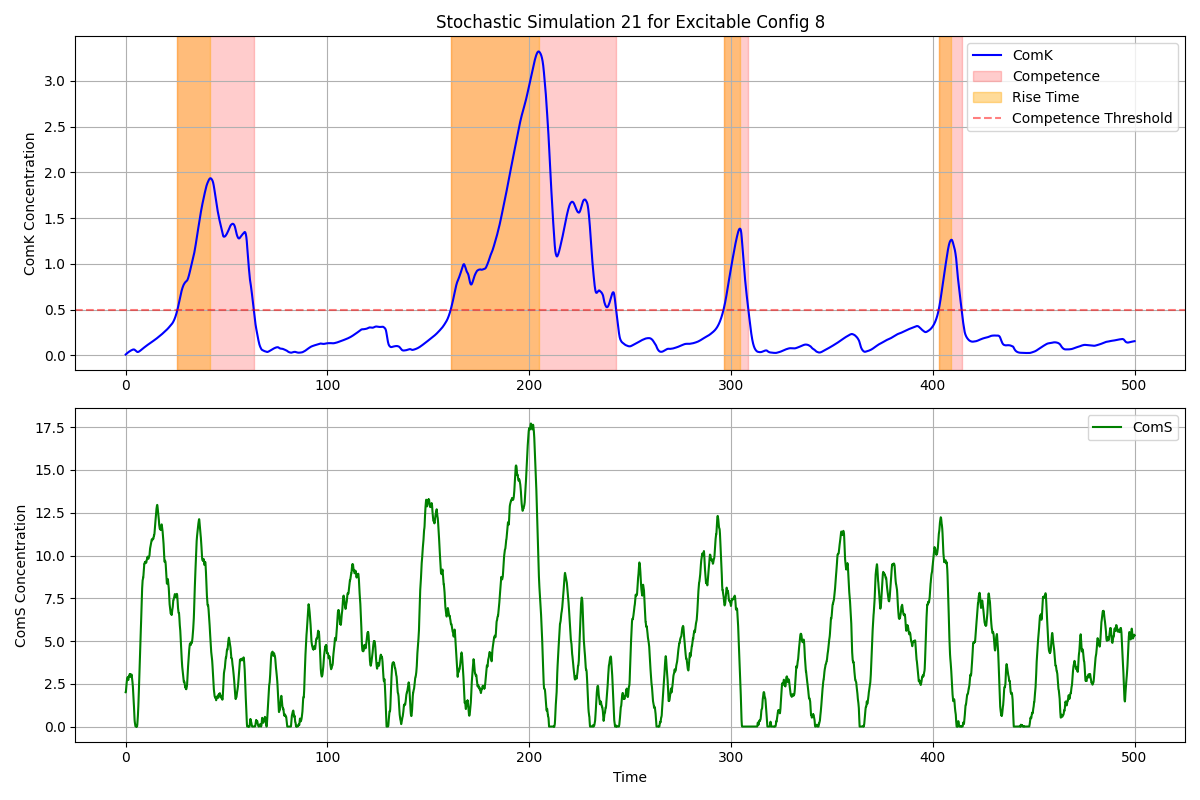 Stochastic Simulation 21 for Excitable Config 8
ComK Concentration
3.0
2.5
2.0
1.5
1.0
0.5
0.0
ComK
Competence
Rise Time
Competence Threshold
0 100 200 300 400 500
ComS Concentration
17.5
15.0
12.5
10.0
7.5
5.0
2.5
0.0
ComS
0 100 200 300 400 500
Time